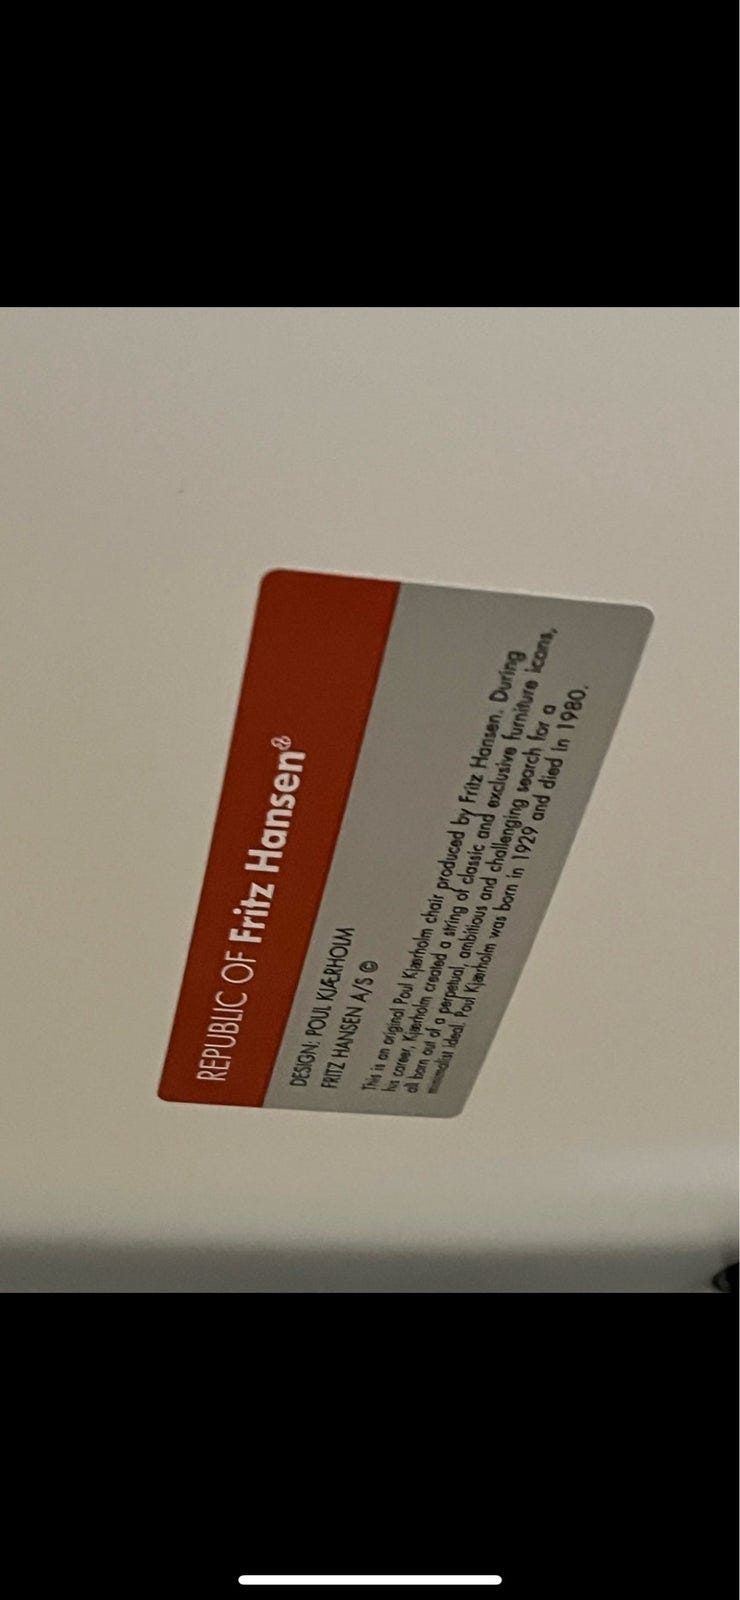 REPUBLIC OF Fritz Hansen®
DESIGN: POUL KJÆRHOLM
FRITZ HANSEN A/S ©
This is an original Poul Kjærholm chair produced by Fritz Hansen. During
his career, Kjærholm created a string of classic and exclusive furniture icons,
all born out of a perpetual, ambitious and challenging search for a
minimalist ideal. Poul Kjærholm was born in 1929 and died in 1980.